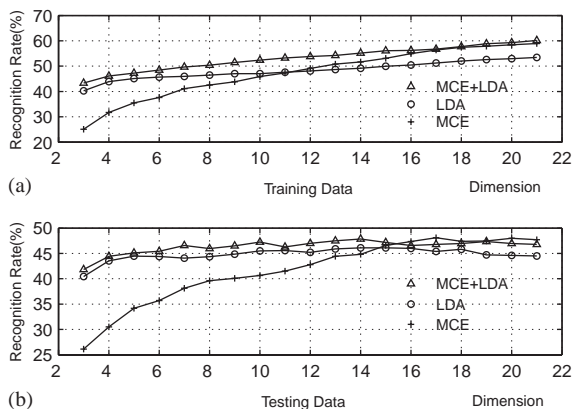 Recognition Rate(%)
70
60
50
40
30
20
MCE+LDA
LDA
MCE
2 4 6 8 10 12 14 16 18 20 22
(a)
Training Data
Dimension
Recognition Rate(%)
50
45
40
35
30
25
MCE+LDA
LDA
MCE
2 4 6 8 10 12 14 16 18 20 22
(b)
Testing Data
Dimension